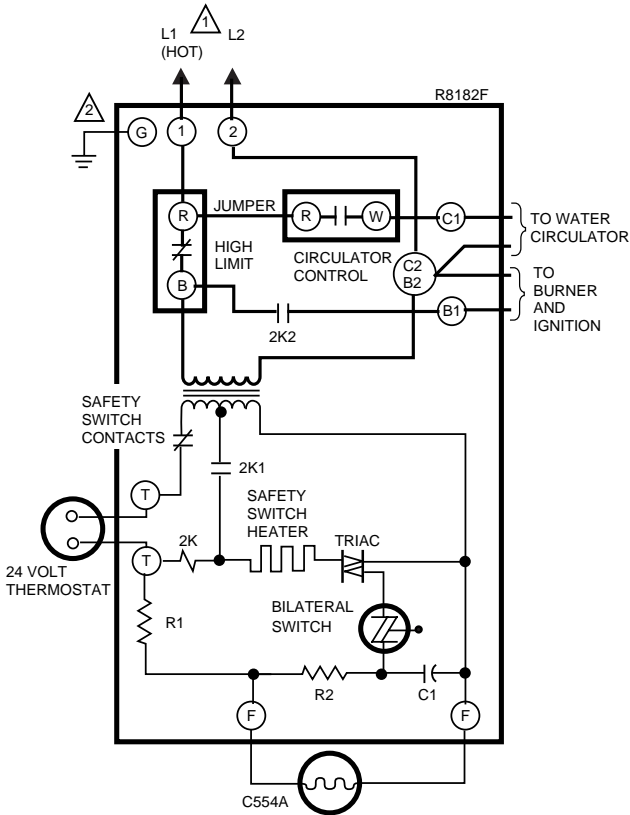 1
L1 L2
(HOT)
R8182F
2
G 1 2
R JUMPER R W C1 TO WATER
CIRCULATOR
HIGH
LIMIT
CIRCULATOR
CONTROL
C2
B2
TO
BURNER
AND
IGNITION
B
B1
2K2
SAFETY
SWITCH
CONTACTS
2K1
T
SAFETY
SWITCH
HEATER
TRIAC
2K
T
24 VOLT
THERMOSTAT
BILATERAL
SWITCH
R1
R2 C1
F F
C554A